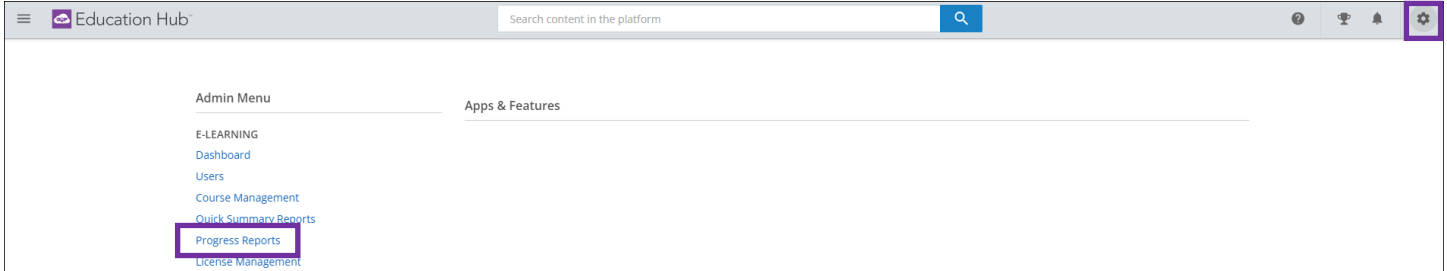 Education Hub™
Search content in the platform
Admin Menu
Apps & Features
E-LEARNING
Dashboard
Users
Course Management
Quick Summary Reports
Progress Reports
License Management